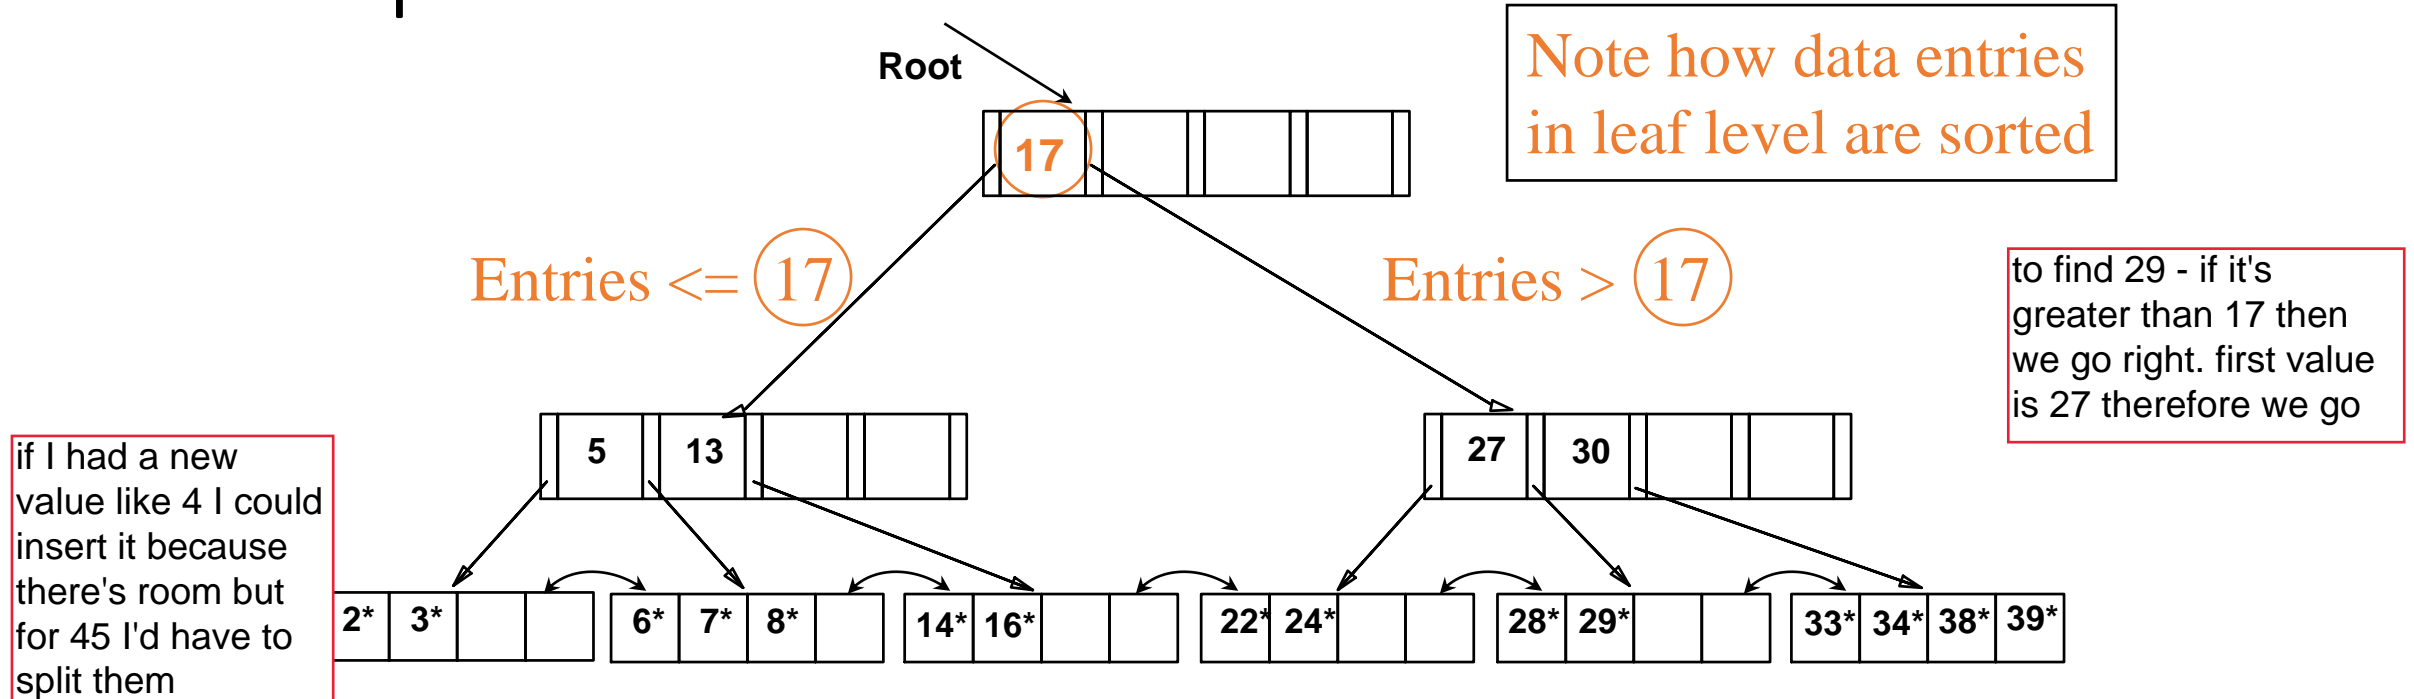 Root
Note how data entries
in leaf level are sorted
17
Entries <= 17
Entries > 17
to find 29 - if it's
greater than 17 then
we go right. first value
is 27 therefore we go
5 13
27 30
if I had a new
value like 4 I could
insert it because
there's room but
for 45 I'd have to
split them
2* 3*
6* 7* 8*
14* 16*
22* 24*
28* 29*
33* 34* 38* 39*